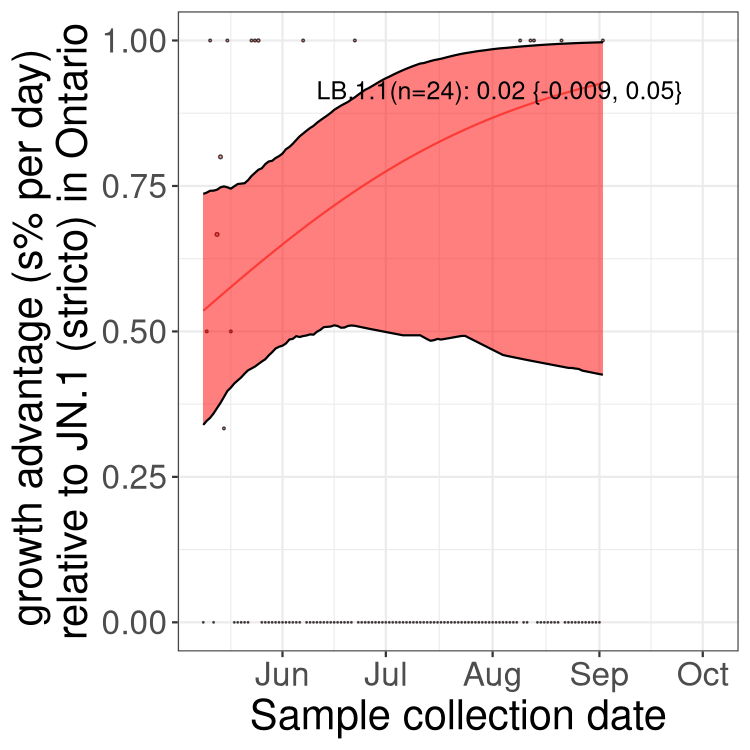 growth advantage (s% per day)
relative to JN.1 (stricto) in Ontario
1.00
0.75
0.50
0.25
0.00
LB.1.1(n=24): 0.02 {-0.009, 0.05}
Jun Jul Aug Sep Oct
Sample collection date